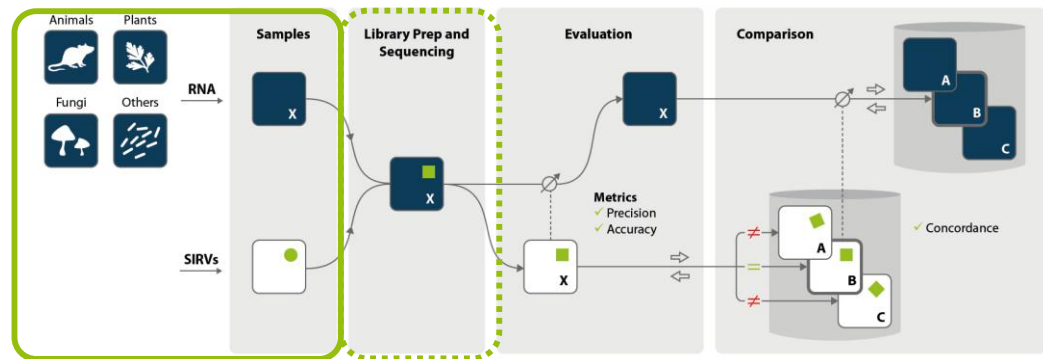 Animals
Plants
Fungi
Others
RNA
SIRVs
Samples
X
Library Prep and
Sequencing
X
Evaluation
X
Metrics
✓ Precision
✓ Accuracy
X
Comparison
A
B
C
≠
=
≠
A
B
C
✓ Concordance